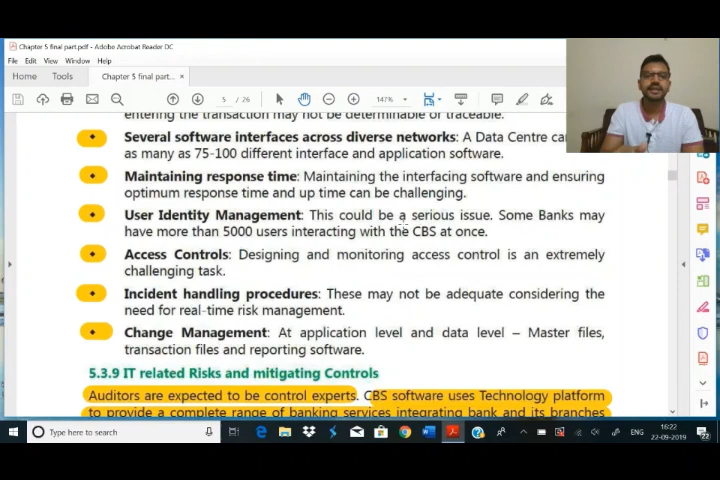 Chapter 5 final part.pdf - Adobe Acrobat Reader DC
File Edit View Window Help
Home Tools Chapter 5 final part... ×
5 / 26 147%
entering the transaction may not be determinable or traceable.
Several software interfaces across diverse networks: A Data Centre can
as many as 75-100 different interface and application software.
Maintaining response time: Maintaining the interfacing software and ensuring
optimum response time and up time can be challenging.
User Identity Management: This could be a serious issue. Some Banks may
have more than 5000 users interacting with the CBS at once.
Access Controls: Designing and monitoring access control is an extremely
challenging task.
Incident handling procedures: These may not be adequate considering the
need for real-time risk management.
Change Management: At application level and data level – Master files,
transaction files and reporting software.
5.3.9 IT related Risks and mitigating Controls
Auditors are expected to be control experts. CBS software uses Technology platform
to provide a complete range of banking services integrating bank and its branches
Type here to search
ENG
16:22
22-09-2019
22